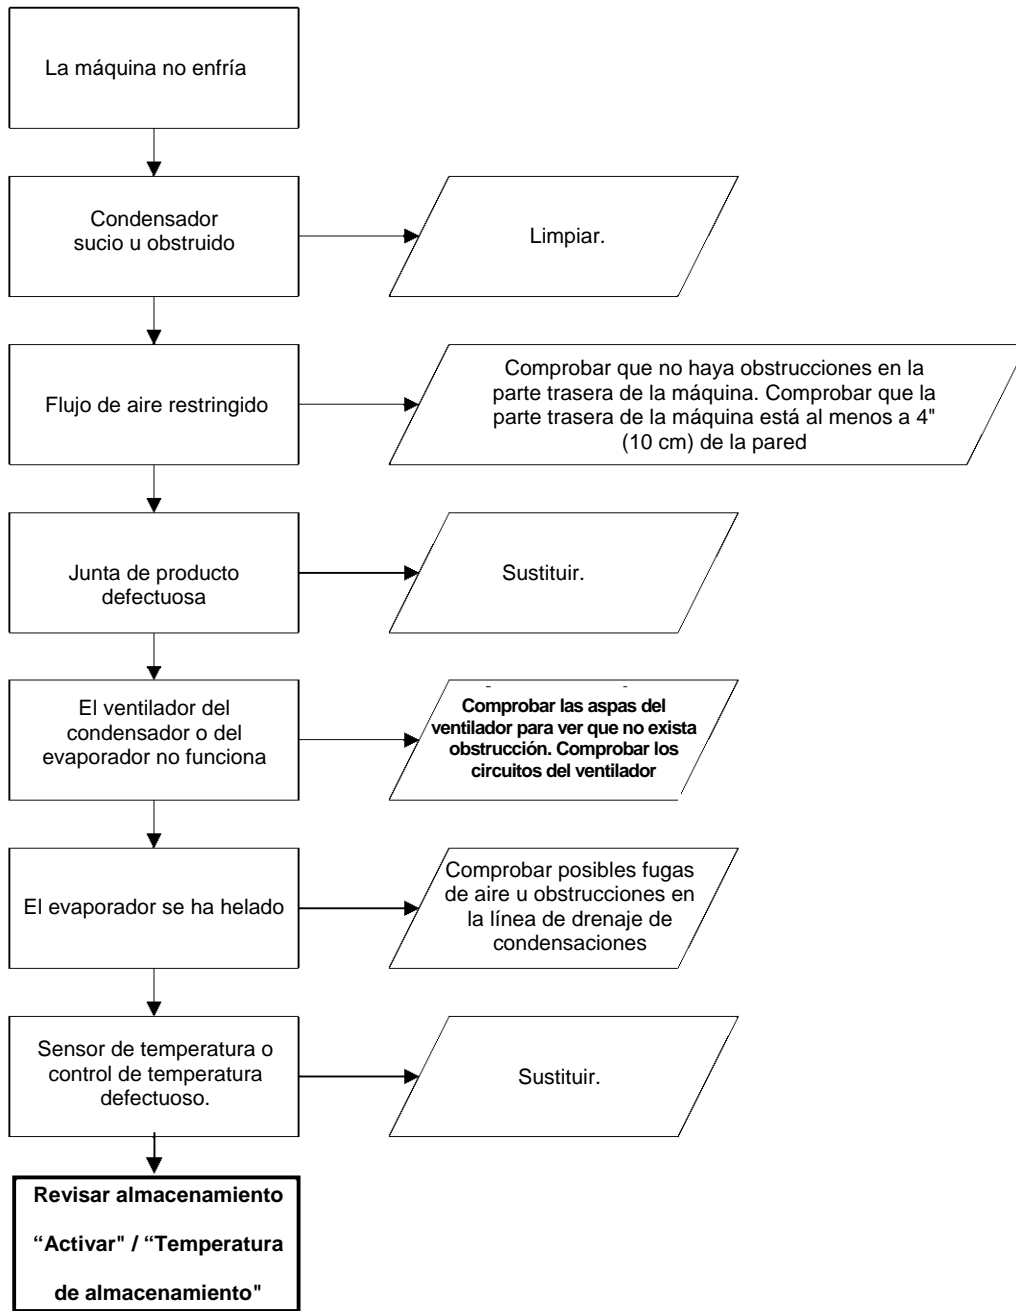 La máquina no enfría
Condensador
sucio u obstruido
Limpiar.
Flujo de aire restringido
Comprobar que no haya obstrucciones en la
parte trasera de la máquina. Comprobar que la
parte trasera de la máquina está al menos a 4"
(10 cm) de la pared
Junta de producto
defectuosa
Sustituir.
El ventilador del
condensador o del
evaporador no funciona
Comprobar las aspas del
ventilador para ver que no exista
obstrucción. Comprobar los
circuitos del ventilador
El evaporador se ha helado
Comprobar posibles fugas
de aire u obstrucciones en
la línea de drenaje de
condensaciones
Sensor de temperatura o
control de temperatura
defectuoso.
Sustituir.
Revisar almacenamiento
“Activar" / “Temperatura
de almacenamiento"